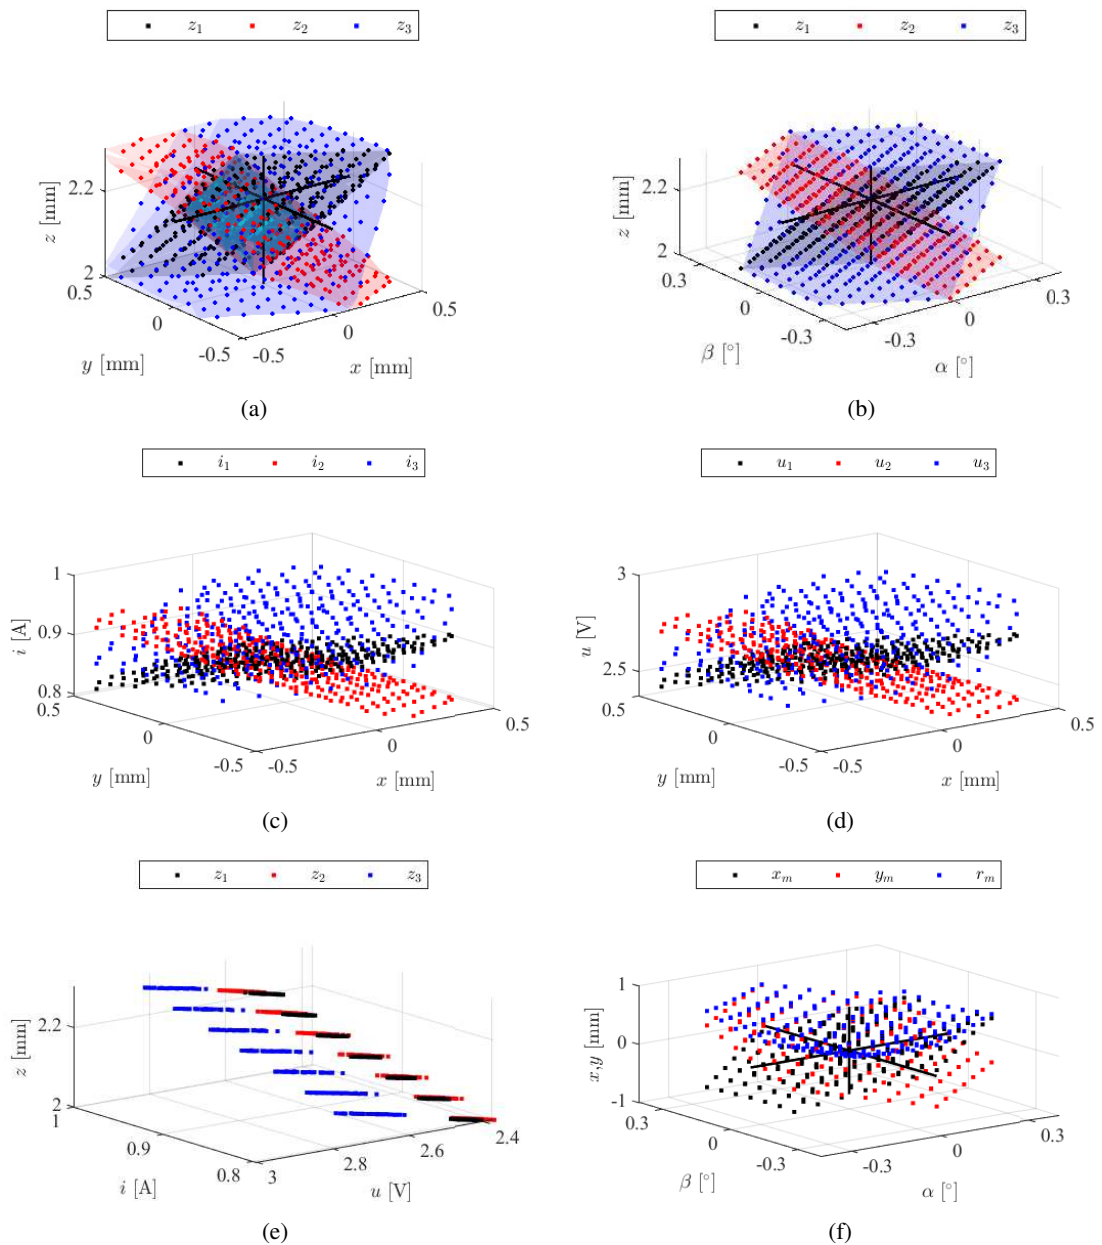 z₁ z₂ z₃
z₁ z₂ z₃
2.2
z [mm]
2
0.5
0
-0.5
-0.5
0
0.5
y [mm]
x [mm]
(a)
2.2
z [mm]
2
0.3
0
-0.3
-0.3
0
0.3
β [°]
α [°]
(b)
i₁ i₂ i₃
u₁ u₂ u₃
1
0.9
0.8
i [A]
0.5
0
-0.5
-0.5
0
0.5
y [mm]
x [mm]
(c)
3
2.5
u [V]
0.5
0
-0.5
-0.5
0
0.5
y [mm]
x [mm]
(d)
z₁ z₂ z₃
xₘ yₘ rₘ
2.2
z [mm]
2
1
0.9
0.8
3
2.8
2.6
2.4
i [A]
u [V]
(e)
1
0
-1
x,y [mm]
0.3
0
-0.3
-0.3
0
0.3
β [°]
α [°]
(f)